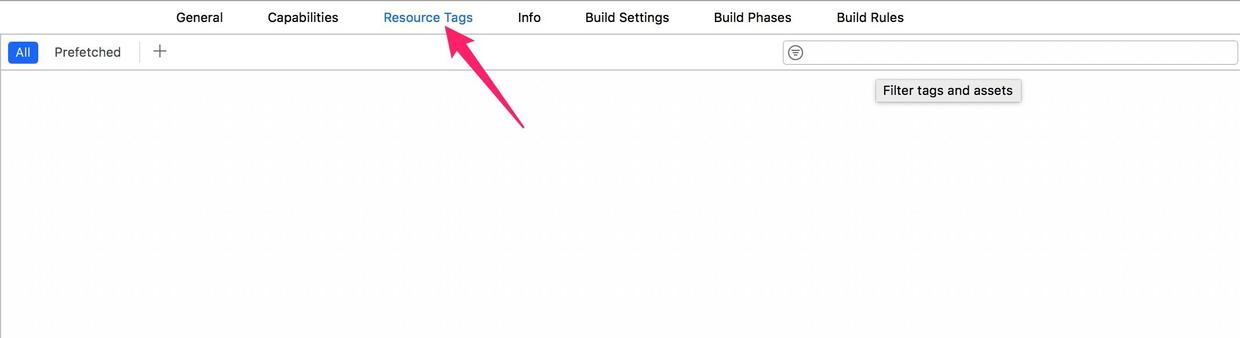 General Capabilities Resource Tags Info Build Settings Build Phases Build Rules
All Prefetched
Filter tags and assets